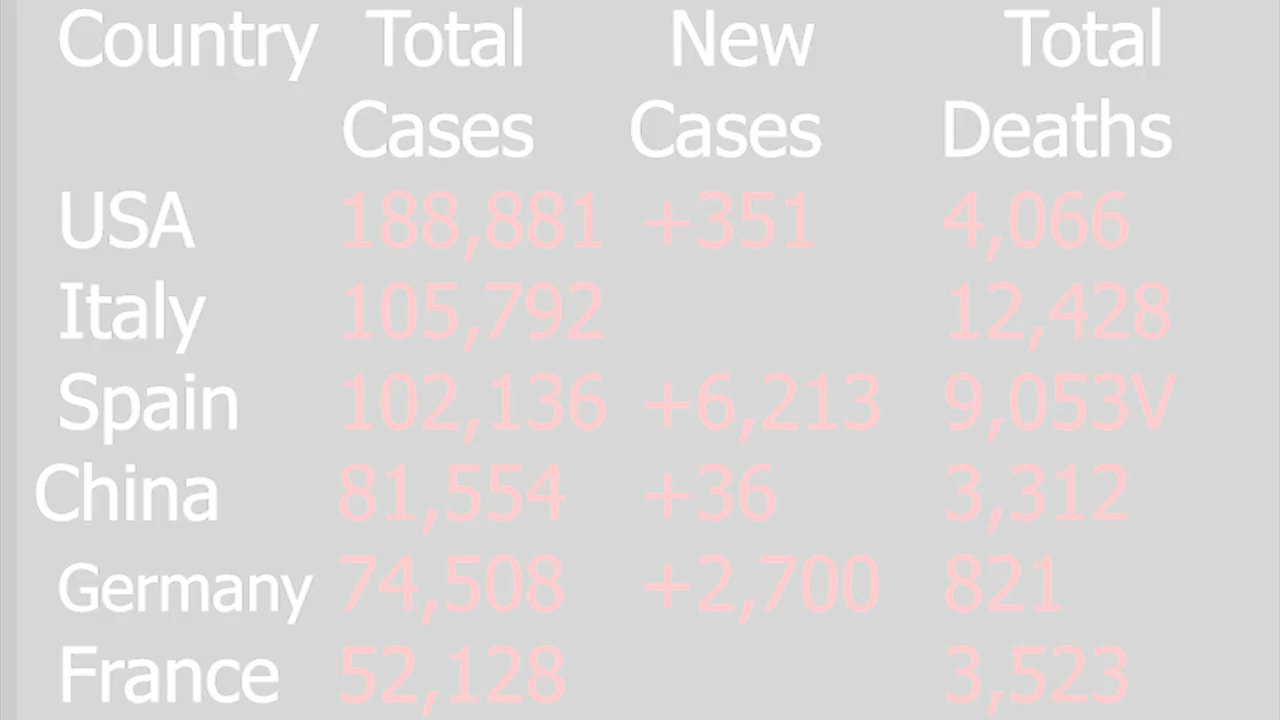 Country Total New Total
Cases Cases Deaths
USA 188,881 +351 4,066
Italy 105,792 12,428
Spain 102,136 +6,213 9,053V
China 81,554 +36 3,312
Germany 74,508 +2,700 821
France 52,128 3,523